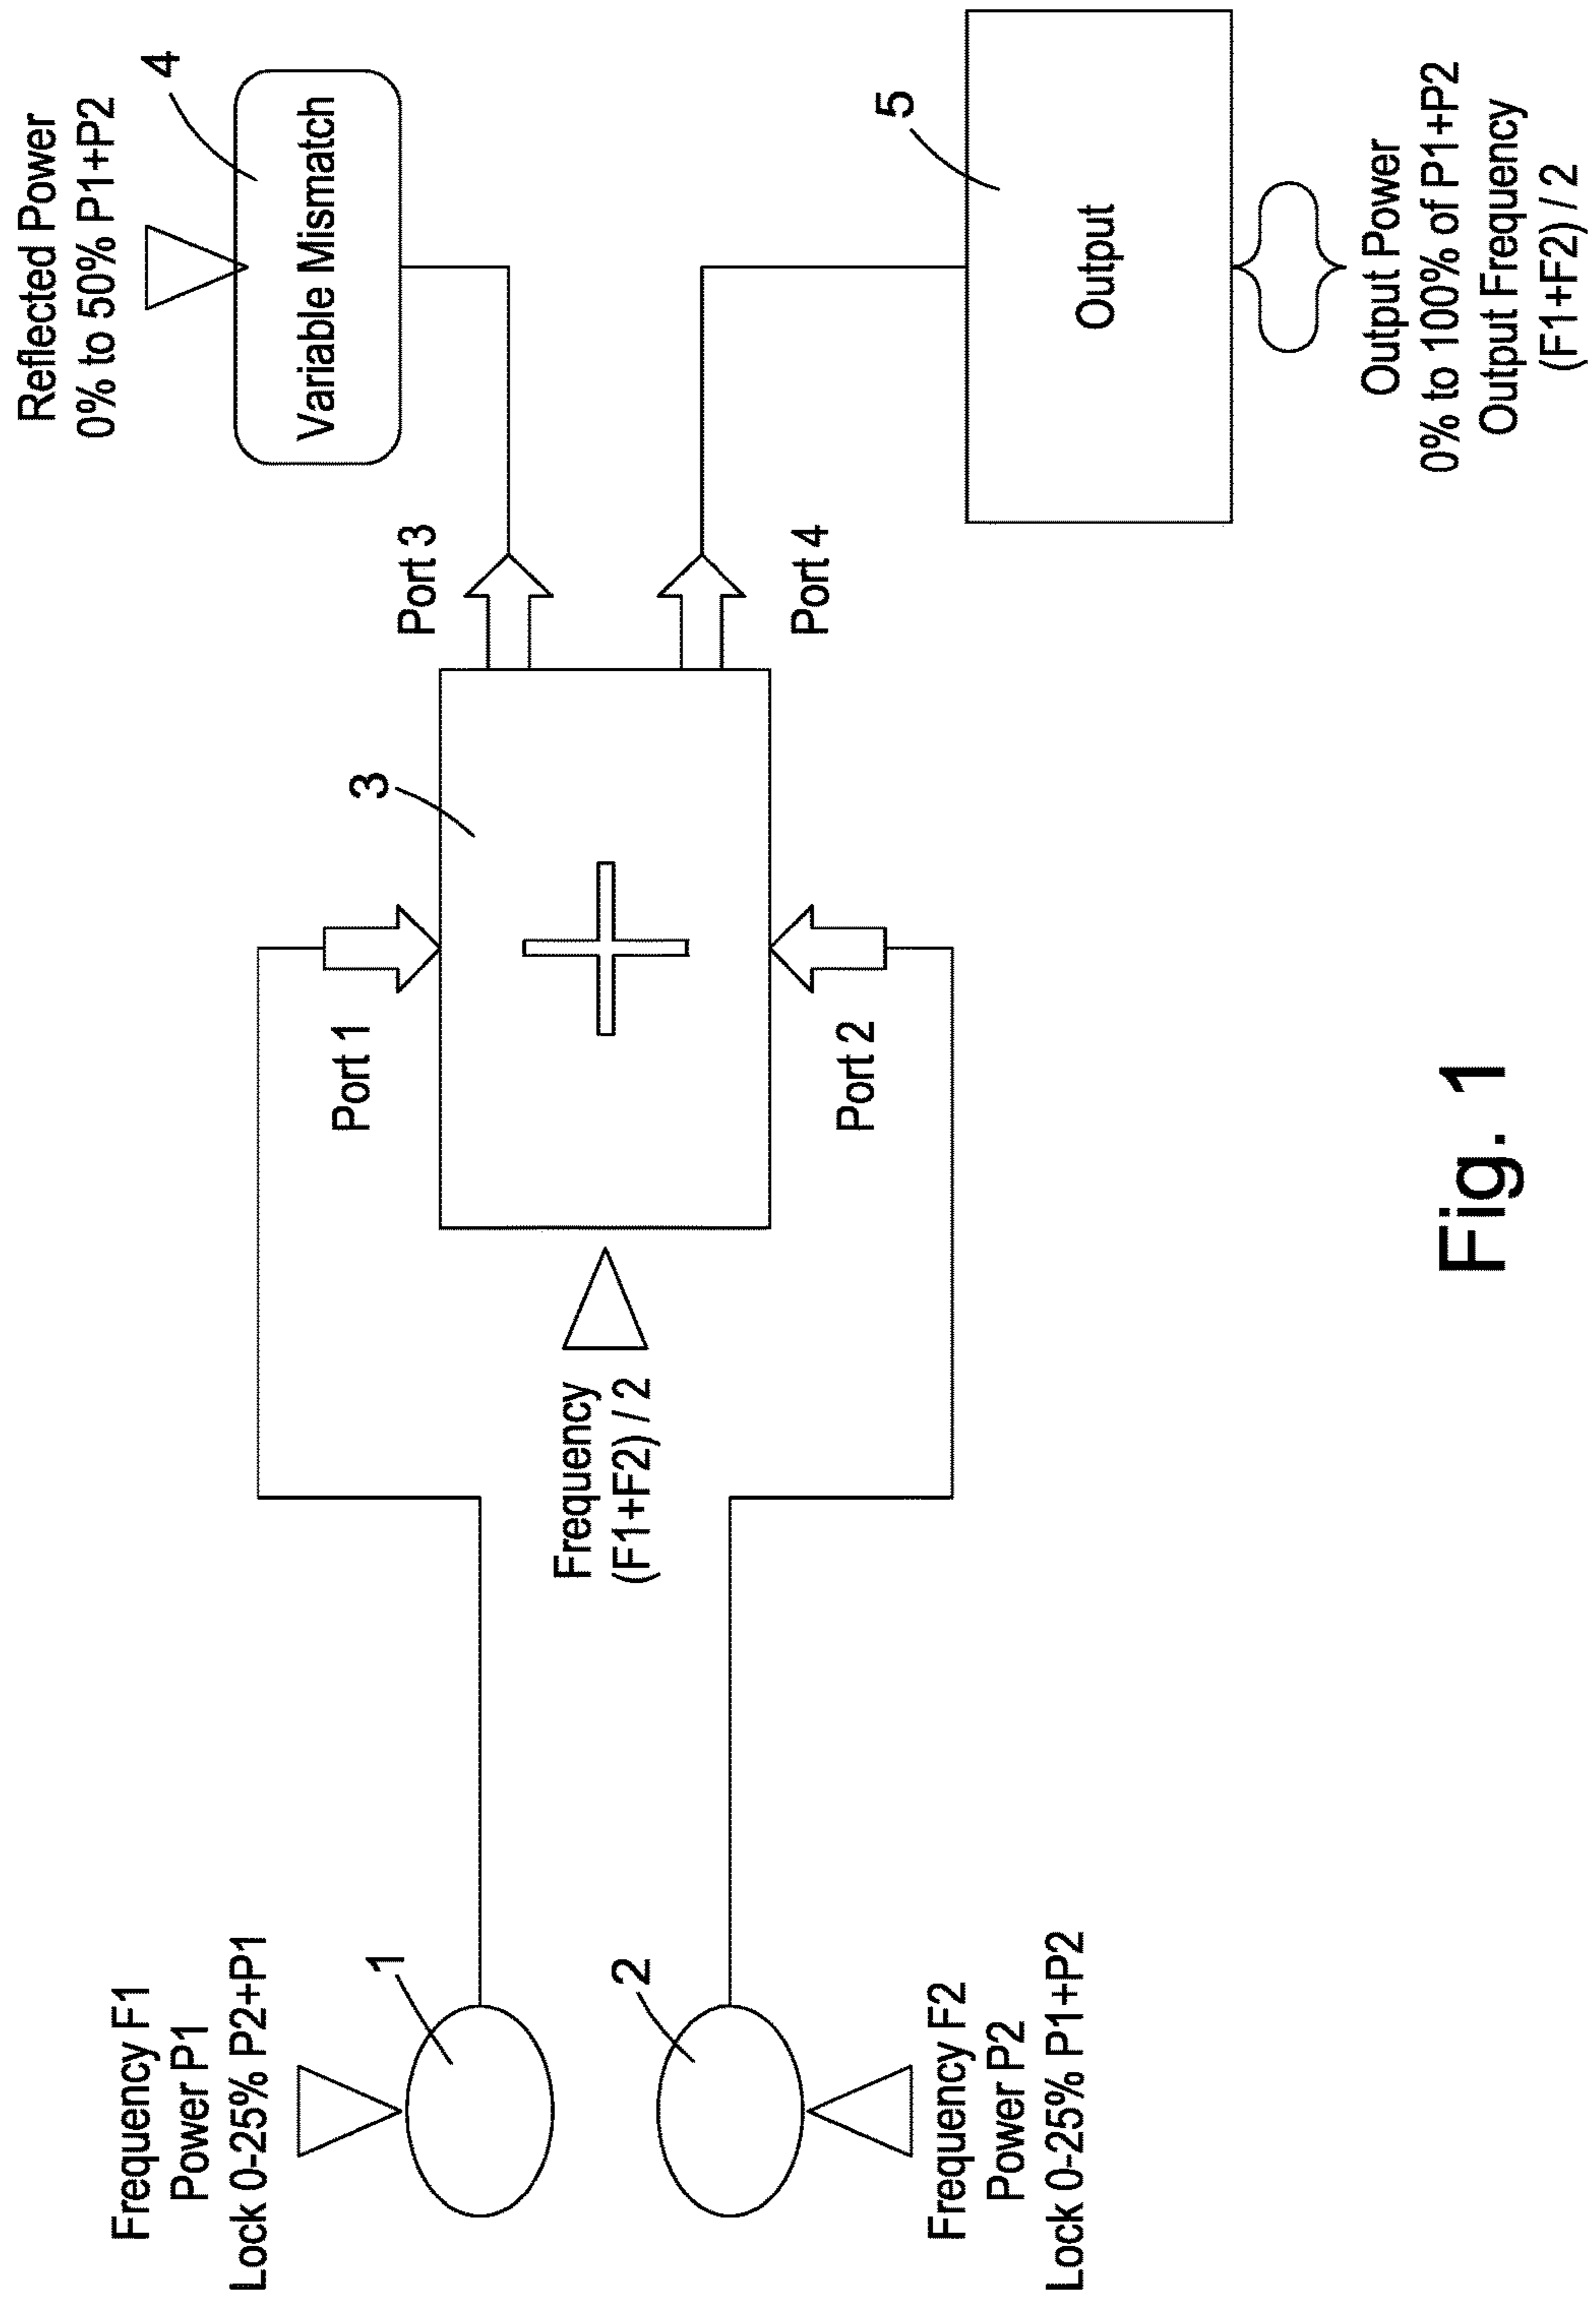 Frequency F1
Power P1
Lock 0-25% P2+P1
1
2
Frequency F2
Power P2
Lock 0-25% P1+P2
Frequency
(F1+F2) / 2
Port 1
Port 2
3
Port 3
Port 4
Reflected Power
0% to 50% P1+P2
4
Variable Mismatch
5
Output
Output Power
0% to 100% of P1+P2
Output Frequency
(F1+F2) / 2
Fig. 1